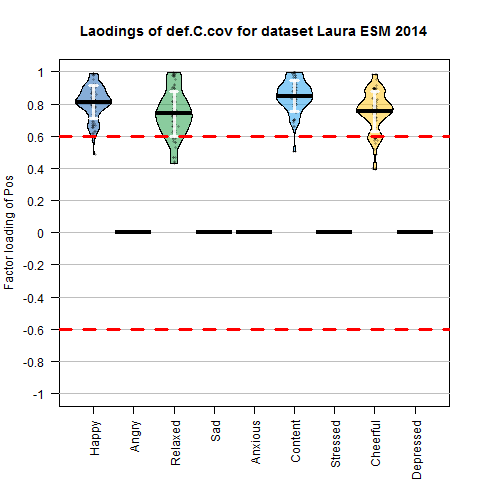 Laodings of def.C.cov for dataset Laura ESM 2014
Factor loading of Pos
1
0.8
0.6
0.4
0.2
0
-0.2
-0.4
-0.6
-0.8
-1
Happy
Angry
Relaxed
Sad
Anxious
Content
Stressed
Cheerful
Depressed